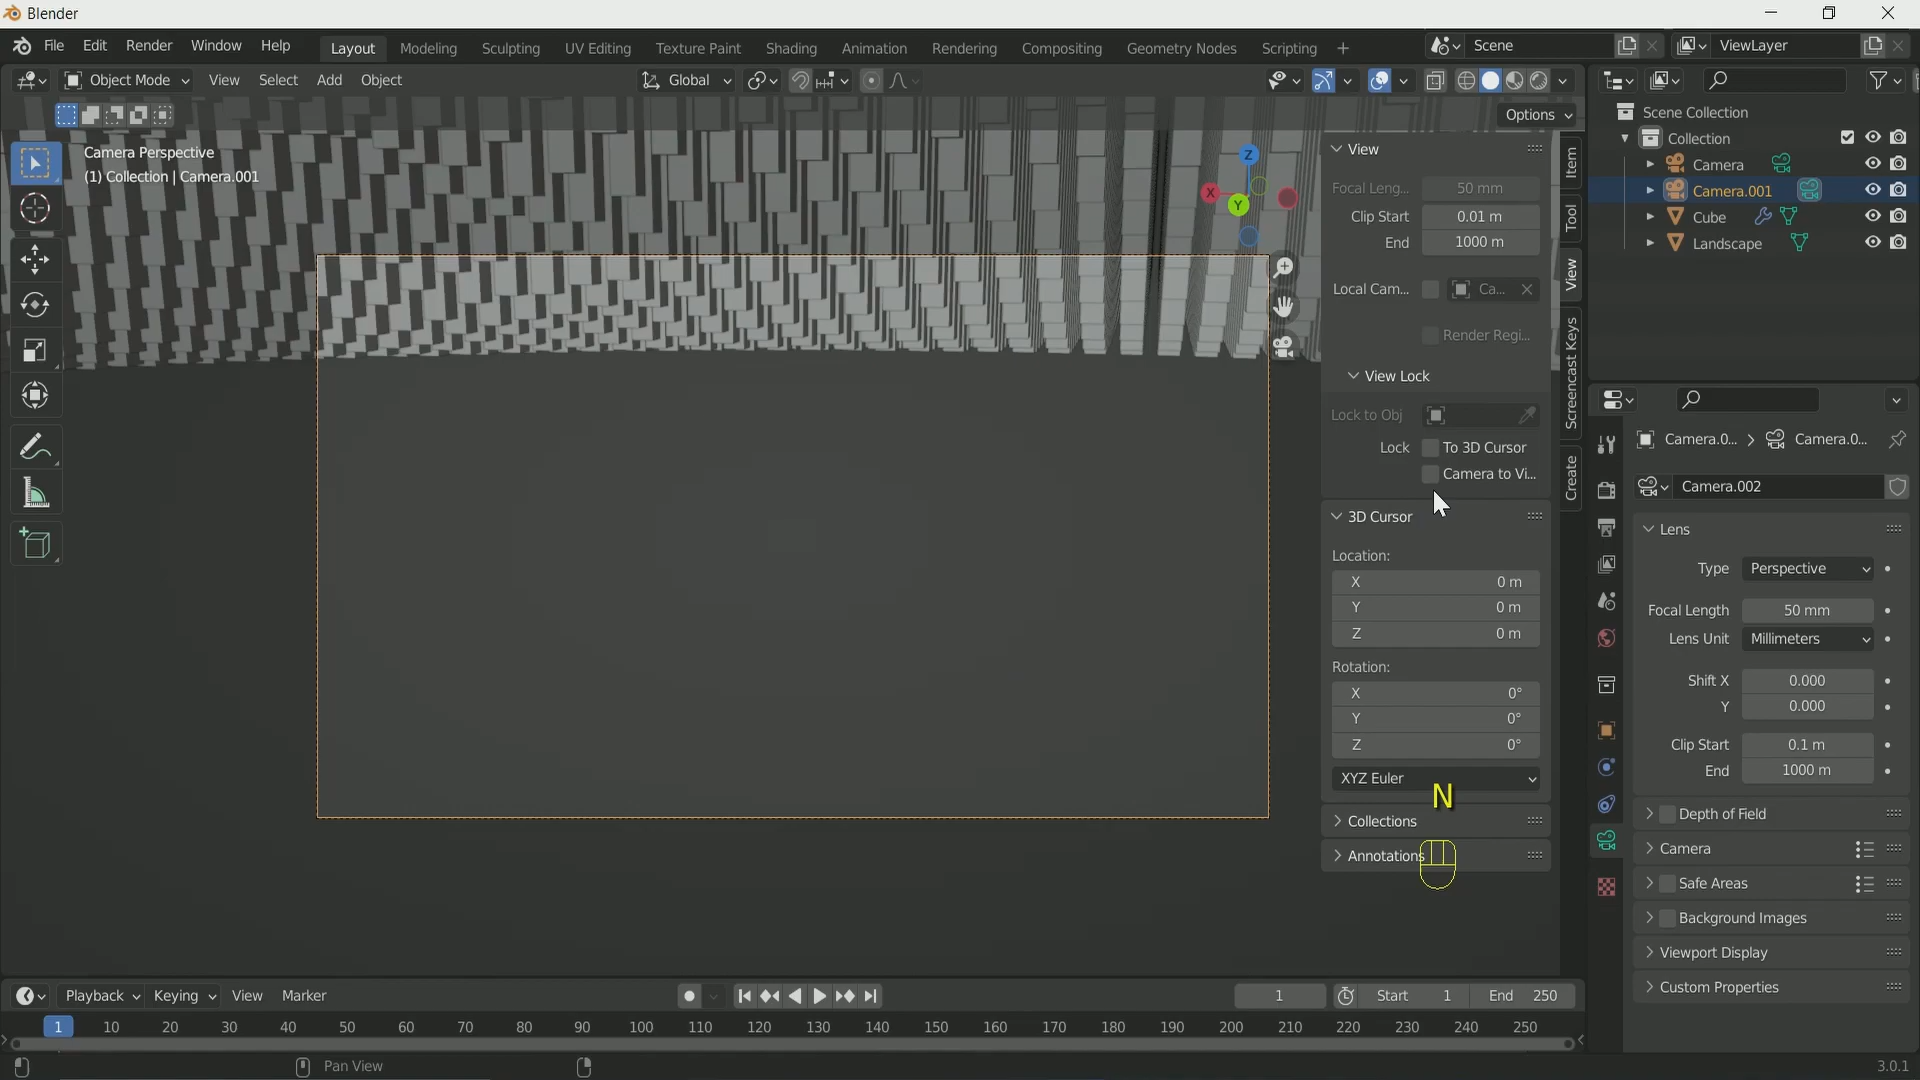 Blender
File Edit Render Window Help
Layout Modeling Sculpting UV Editing Texture Paint Shading Animation Rendering Compositing Geometry Nodes Scripting +
Scene
ViewLayer
Object Mode View Select Add Object
Global
Options
Camera Perspective
(1) Collection | Camera.001
Z
X
Y
View
Focal Leng... 50 mm
Clip Start 0.01 m
End 1000 m
Local Cam... Ca...
Render Regi...
View Lock
Lock to Obj
Lock To 3D Cursor
Camera to Vi...
3D Cursor
Location:
X 0 m
Y 0 m
Z 0 m
Rotation:
X 0°
Y 0°
Z 0°
XYZ Euler
N
Collections
Annotations
Item
Tool
View
Screencast Keys
Create
Scene Collection
Collection
Camera
Camera.001
Cube
Landscape
Camera.0... Camera.0...
Camera.002
Lens
Type Perspective
Focal Length 50 mm
Lens Unit Millimeters
Shift X 0.000
Y 0.000
Clip Start 0.1 m
End 1000 m
Depth of Field
Camera
Safe Areas
Background Images
Viewport Display
Custom Properties
Playback Keying View Marker
1 Start 1 End 250
1 10 20 30 40 50 60 70 80 90 100 110 120 130 140 150 160 170 180 190 200 210 220 230 240 250
Pan View
3.0.1